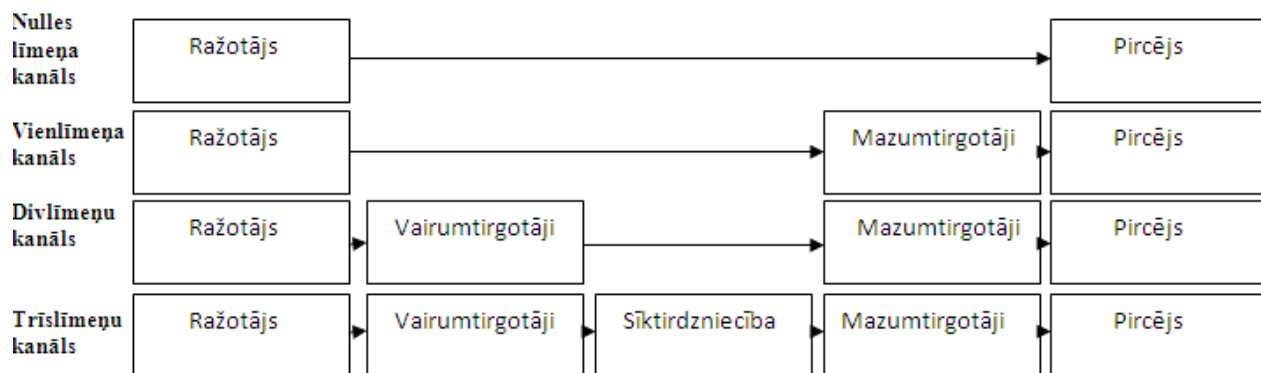 Nulles
līmeņa
kanāls
Ražotājs
Pircējs
Vienlīmeņa
kanāls
Ražotājs
Mazumtirgotāji
Pircējs
Divlīmeņu
kanāls
Ražotājs
Vairumtirgotāji
Mazumtirgotāji
Pircējs
Trīslīmeņu
kanāls
Ražotājs
Vairumtirgotāji
Sīktirdzniecība
Mazumtirgotāji
Pircējs